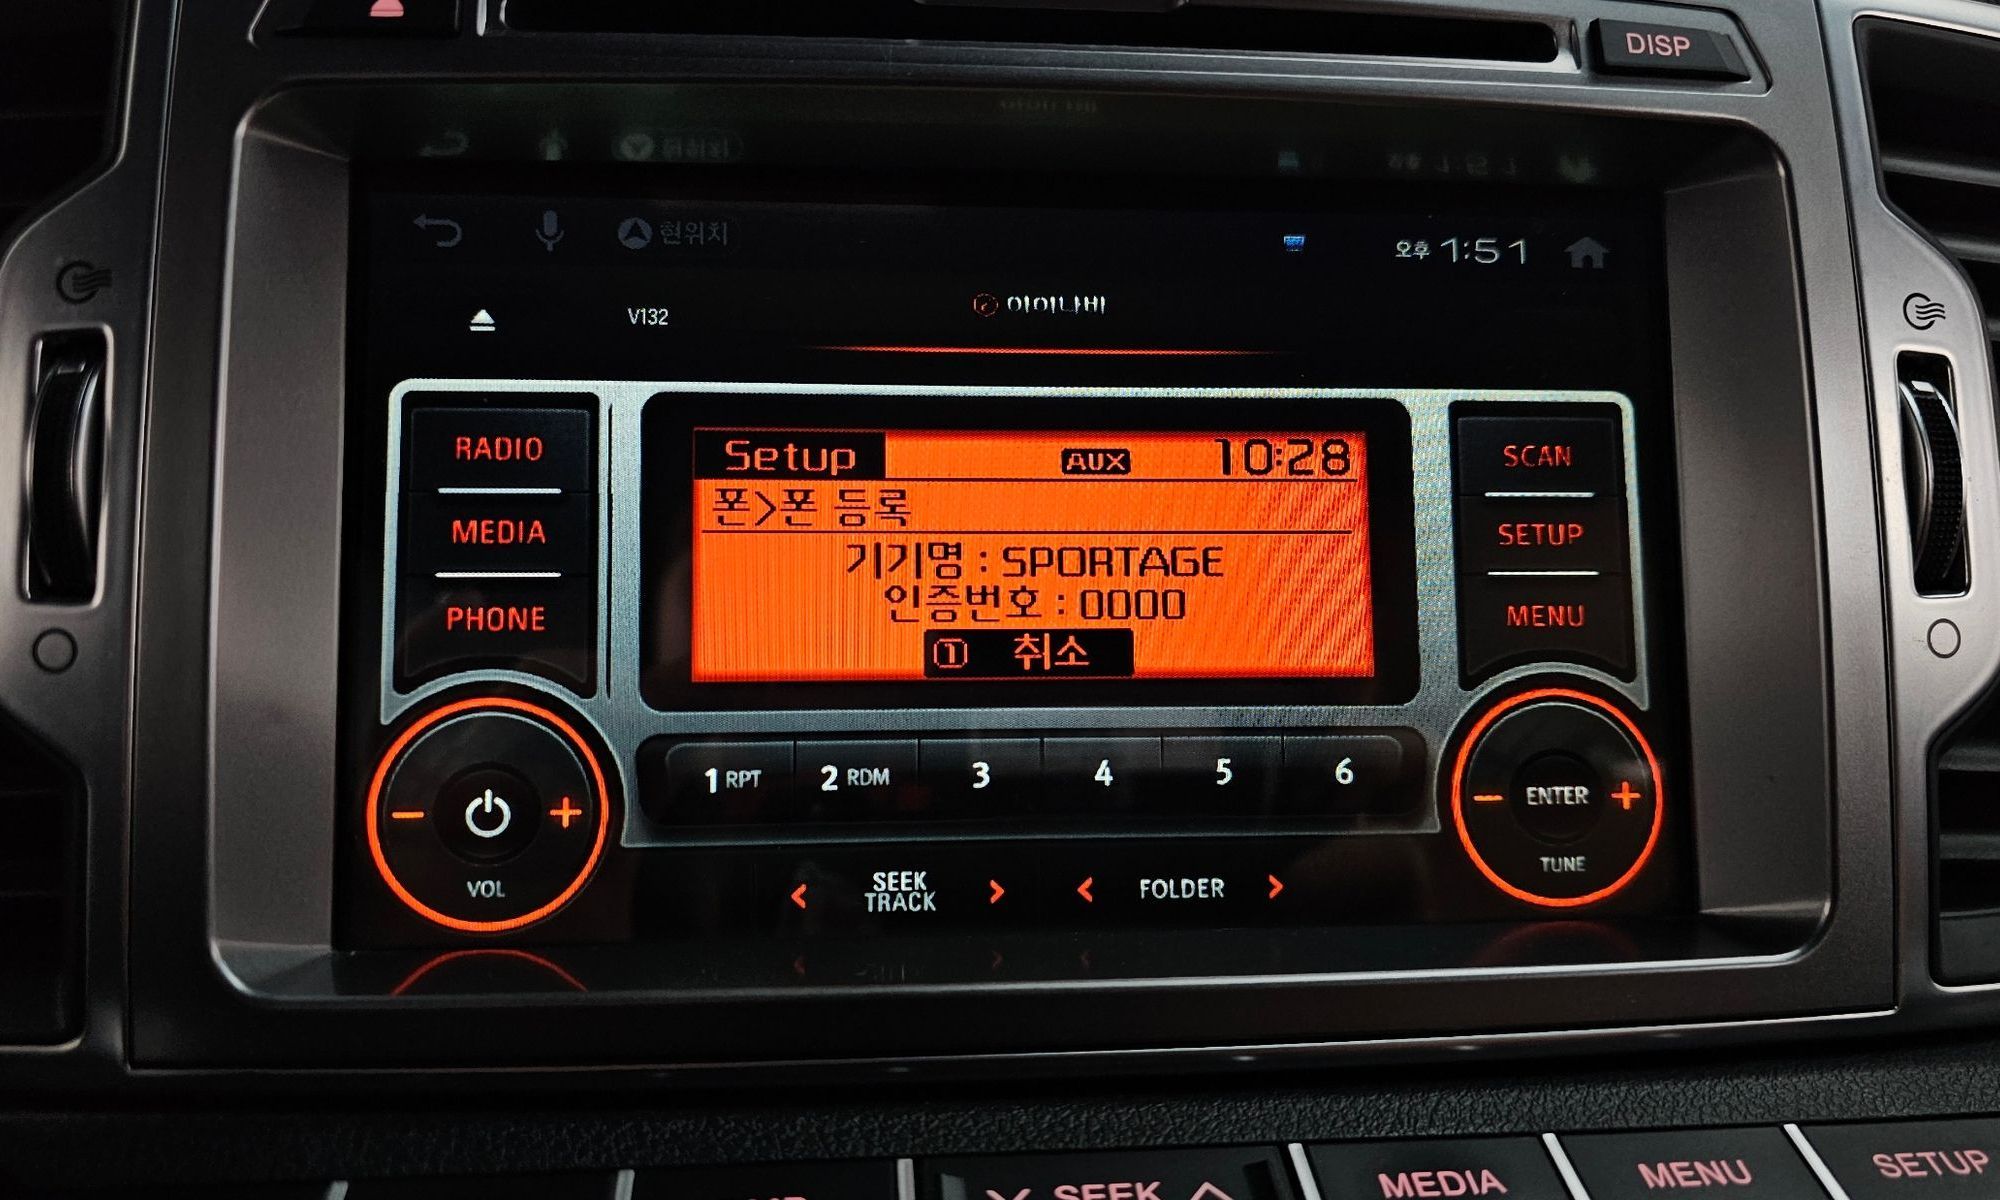 DISP
현위치
오후 1:51
V132
아이나비
RADIO
MEDIA
PHONE
Setup AUX 10:28
폰>폰 등록
기기명 : SPORTAGE
인증번호 : 0000
① 취소
SCAN
SETUP
MENU
1 RPT 2 RDM 3 4 5 6
- +
VOL
< SEEK TRACK > < FOLDER >
- ENTER +
TUNE
SEEK
MEDIA
MENU
SETUP